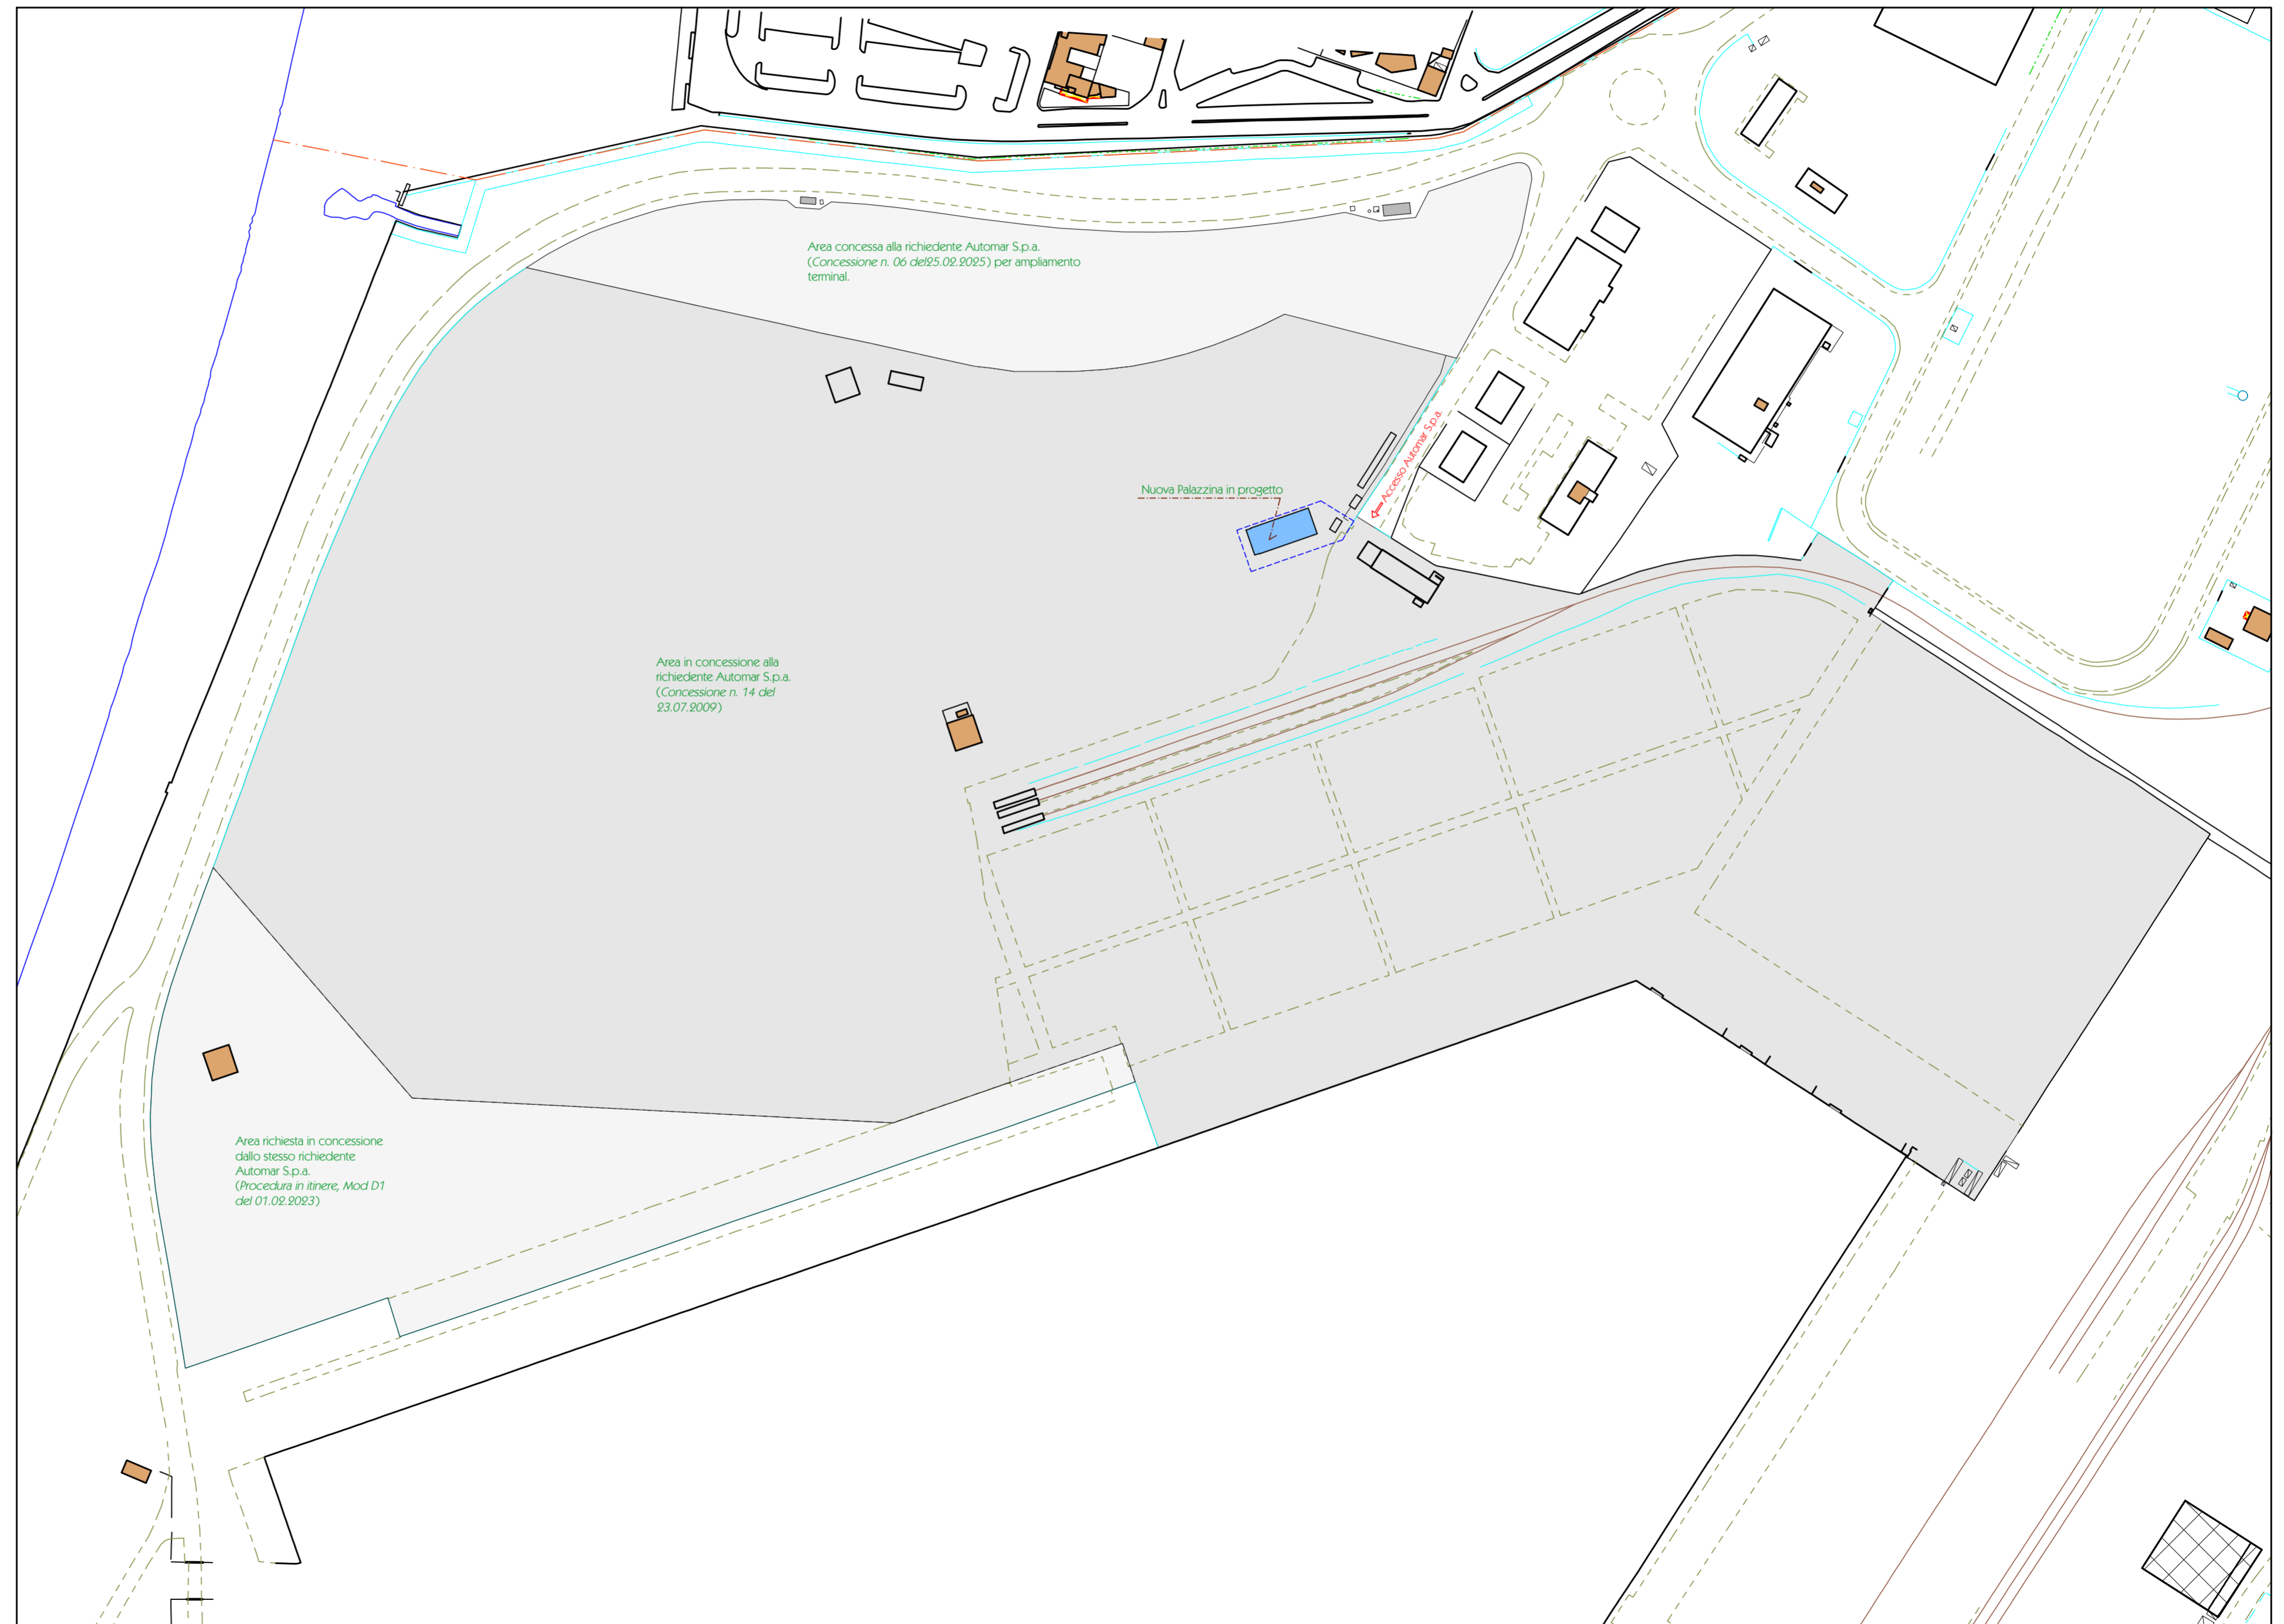 Area concessa alla richiedente Automar S.p.a.
(Concessione n. 06 del25.02.2025) per ampliamento
terminal.
Accesso Automar S.p.a.
Nuova Palazzina in progetto
Area in concessione alla
richiedente Automar S.p.a.
(Concessione n. 14 del
23.07.2009)
Area richiesta in concessione
dallo stesso richiedente
Automar S.p.a.
(Procedura in itinere, Mod D1
del 01.02.2023)